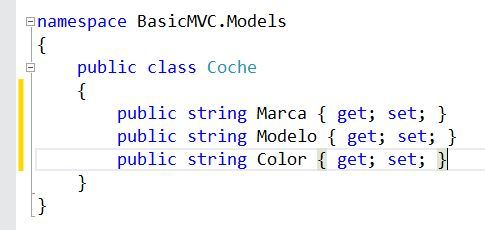 namespace BasicMVC.Models
{
    public class Coche
    {
        public string Marca { get; set; }
        public string Modelo { get; set; }
        public string Color { get; set; }
    }
}